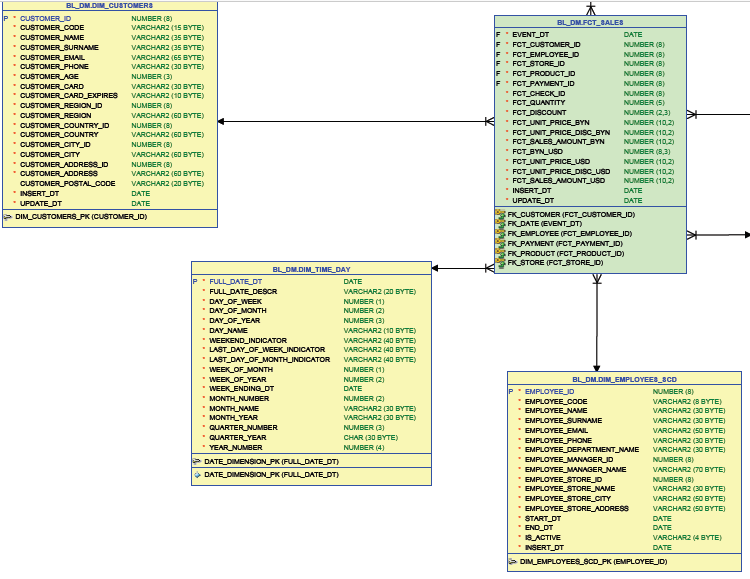 BL_DM.DIM_CUSTOMERS
P * CUSTOMER_ID NUMBER (8)
* CUSTOMER_CODE VARCHAR2 (15 BYTE)
* CUSTOMER_NAME VARCHAR2 (35 BYTE)
* CUSTOMER_SURNAME VARCHAR2 (35 BYTE)
* CUSTOMER_EMAIL VARCHAR2 (65 BYTE)
* CUSTOMER_PHONE VARCHAR2 (30 BYTE)
* CUSTOMER_AGE NUMBER (3)
* CUSTOMER_CARD VARCHAR2 (30 BYTE)
* CUSTOMER_CARD_EXPIRES VARCHAR2 (10 BYTE)
* CUSTOMER_REGION_ID NUMBER (8)
* CUSTOMER_REGION VARCHAR2 (60 BYTE)
* CUSTOMER_COUNTRY_ID NUMBER (8)
* CUSTOMER_COUNTRY VARCHAR2 (60 BYTE)
* CUSTOMER_CITY_ID NUMBER (8)
* CUSTOMER_CITY VARCHAR2 (60 BYTE)
* CUSTOMER_ADDRESS_ID NUMBER (8)
* CUSTOMER_ADDRESS VARCHAR2 (60 BYTE)
CUSTOMER_POSTAL_CODE VARCHAR2 (20 BYTE)
* INSERT_DT DATE
* UPDATE_DT DATE
DIM_CUSTOMERS_PK (CUSTOMER_ID)
BL_DM.FCT_SALES
F * EVENT_DT DATE
F * FCT_CUSTOMER_ID NUMBER (8)
F * FCT_EMPLOYEE_ID NUMBER (8)
F * FCT_STORE_ID NUMBER (8)
F * FCT_PRODUCT_ID NUMBER (8)
F * FCT_PAYMENT_ID NUMBER (8)
* FCT_CHECK_ID NUMBER (8)
* FCT_QUANTITY NUMBER (5)
* FCT_DISCOUNT NUMBER (2,3)
* FCT_UNIT_PRICE_BYN NUMBER (10,2)
* FCT_UNIT_PRICE_DISC_BYN NUMBER (10,2)
* FCT_SALES_AMOUNT_BYN NUMBER (10,2)
* FCT_BYN_USD NUMBER (8,3)
* FCT_UNIT_PRICE_USD NUMBER (10,2)
* FCT_UNIT_PRICE_DISC_USD NUMBER (10,2)
* FCT_SALES_AMOUNT_USD NUMBER (10,2)
* INSERT_DT DATE
* UPDATE_DT DATE
FK_CUSTOMER (FCT_CUSTOMER_ID)
FK_DATE (EVENT_DT)
FK_EMPLOYEE (FCT_EMPLOYEE_ID)
FK_PAYMENT (FCT_PAYMENT_ID)
FK_PRODUCT (FCT_PRODUCT_ID)
FK_STORE (FCT_STORE_ID)
BL_DM.DIM_TIME_DAY
P * FULL_DATE_DT DATE
* FULL_DATE_DESCR VARCHAR2 (20 BYTE)
* DAY_OF_WEEK NUMBER (1)
* DAY_OF_MONTH NUMBER (2)
* DAY_OF_YEAR NUMBER (3)
* DAY_NAME VARCHAR2 (10 BYTE)
* WEEKEND_INDICATOR VARCHAR2 (40 BYTE)
* LAST_DAY_OF_WEEK_INDICATOR VARCHAR2 (40 BYTE)
* LAST_DAY_OF_MONTH_INDICATOR VARCHAR2 (40 BYTE)
* WEEK_OF_MONTH NUMBER (1)
* WEEK_OF_YEAR NUMBER (2)
* WEEK_ENDING_DT DATE
* MONTH_NUMBER NUMBER (2)
* MONTH_NAME VARCHAR2 (30 BYTE)
* MONTH_YEAR VARCHAR2 (30 BYTE)
* QUARTER_NUMBER NUMBER (3)
* QUARTER_YEAR CHAR (30 BYTE)
* YEAR_NUMBER NUMBER (4)
DATE_DIMENSION_PK (FULL_DATE_DT)
DATE_DIMENSION_PK (FULL_DATE_DT)
BL_DM.DIM_EMPLOYEES_SCD
P * EMPLOYEE_ID NUMBER (8)
* EMPLOYEE_CODE VARCHAR2 (8 BYTE)
* EMPLOYEE_NAME VARCHAR2 (30 BYTE)
* EMPLOYEE_SURNAME VARCHAR2 (30 BYTE)
* EMPLOYEE_EMAIL VARCHAR2 (50 BYTE)
* EMPLOYEE_PHONE VARCHAR2 (30 BYTE)
* EMPLOYEE_DEPARTMENT_NAME VARCHAR2 (30 BYTE)
* EMPLOYEE_MANAGER_ID NUMBER (8)
* EMPLOYEE_MANAGER_NAME VARCHAR2 (70 BYTE)
* EMPLOYEE_STORE_ID NUMBER (8)
* EMPLOYEE_STORE_NAME VARCHAR2 (30 BYTE)
* EMPLOYEE_STORE_CITY VARCHAR2 (50 BYTE)
* EMPLOYEE_STORE_ADDRESS VARCHAR2 (50 BYTE)
* START_DT DATE
* END_DT DATE
* IS_ACTIVE VARCHAR2 (4 BYTE)
* INSERT_DT DATE
DIM_EMPLOYEES_SCD_PK (EMPLOYEE_ID)